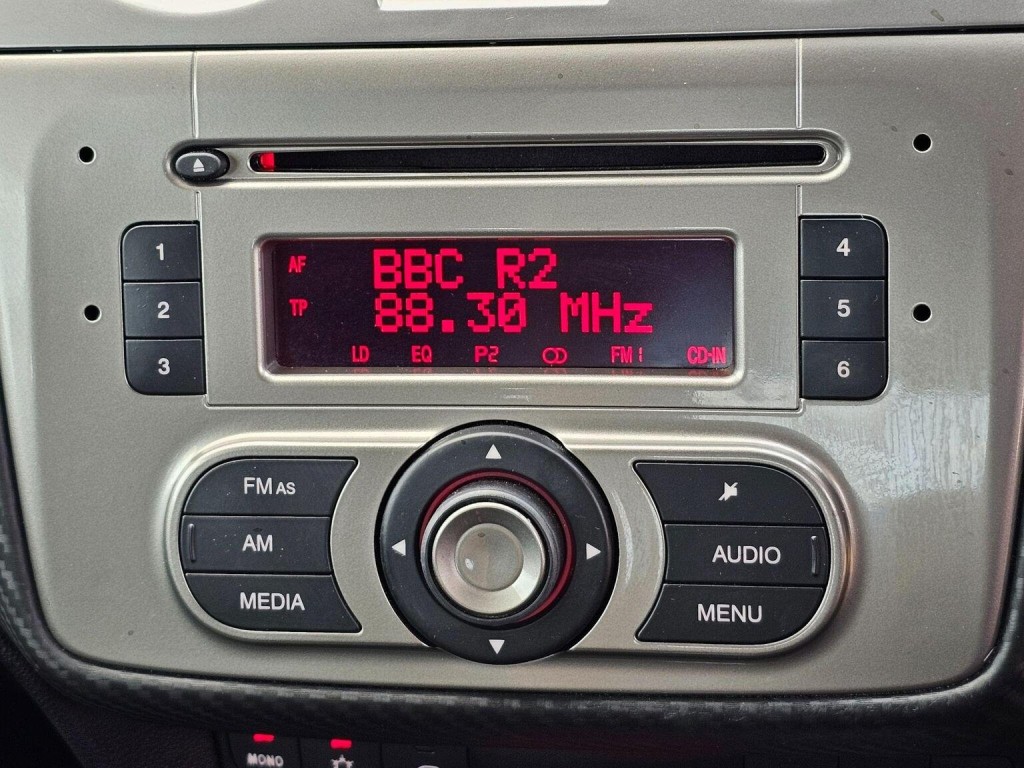 1
2
3
AF
BBC R2
TP
88.30 MHz
LD EQ P2 FM1 CD-IN
4
5
6
FM AS
AM
MEDIA
AUDIO
MENU
MONO